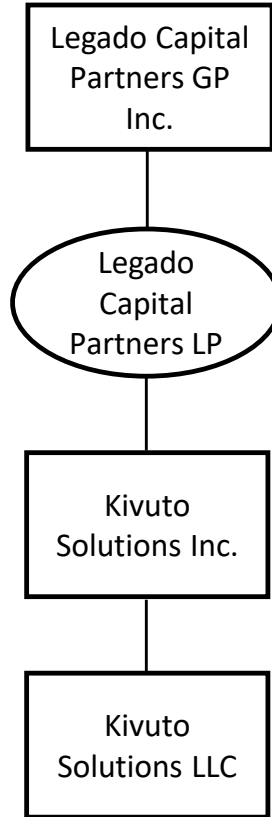 Legado Capital
Partners GP
Inc.
Legado
Capital
Partners LP
Kivuto
Solutions Inc.
Kivuto
Solutions LLC